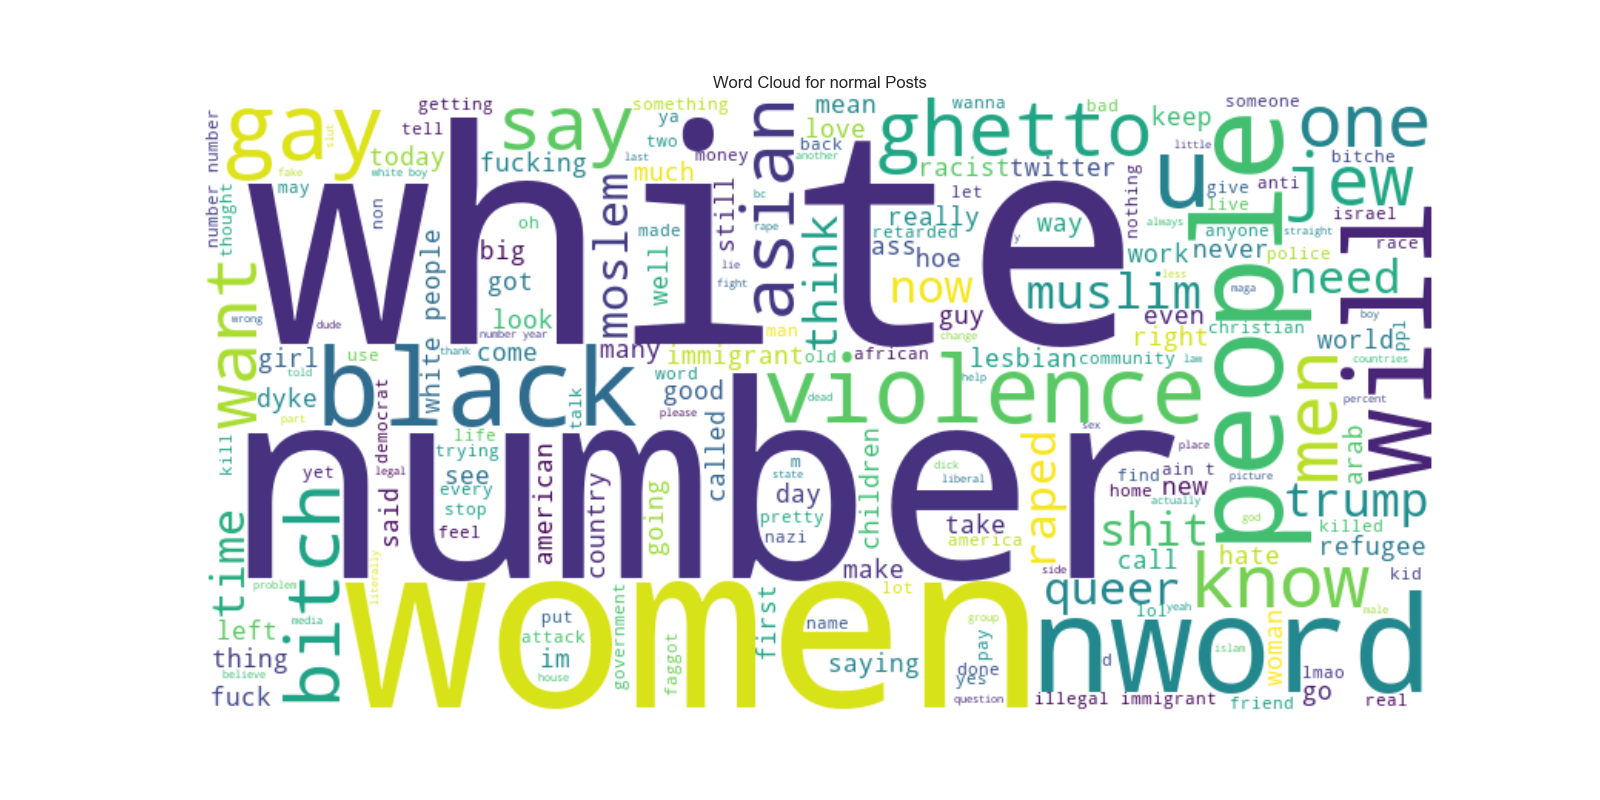 Word Cloud for normal Posts
number number
gay
slut
getting
tell
today
fake
white boy
say
fucking
something
ya
two
last
much
money
asian
mean
love
back
another
ghetto
wanna
bad
keep
racist
twitter
someone
little
one
bitche
thought
may
non
white
oh
big
got
look
number year
moslem
made
well
still
bc
rape
lie
fight
think
really
retarded
ass
hoe
let
y
way
nothing
u
give
live
always
work
never
anyone
anti
jew
israel
straight
race
police
people
will
want
wrong
dude
white people
man
now
guy
change
muslim
less
even
right
maga
need
boy
christian
world
ppl
countries
girl
use
told
thank
come
many
immigrant
old
african
lesbian
community
law
help
dyke
part
black
talk
word
good
please
violence
dead
men
percent
kill
democrat
life
trying
number
sex
place
arab
yet
legal
see
every
stop
feel
said
american
country
going
called
m
state
day
pretty
nazi
children
dick
liberal
take
america
raped
find
home
ain t
new
actually
picture
god
trump
killed
refugee
time
bitch
literally
problem
media
make
lot
side
shit
call
hate
kid
queer
know
women
left
thing
believe
fuck
put
attack
im
house
government
faggot
first
name
saying
group
pay
done
yes
question
lol
yeah
nword
d
male
islam
woman
lmao
illegal immigrant
friend
go
real